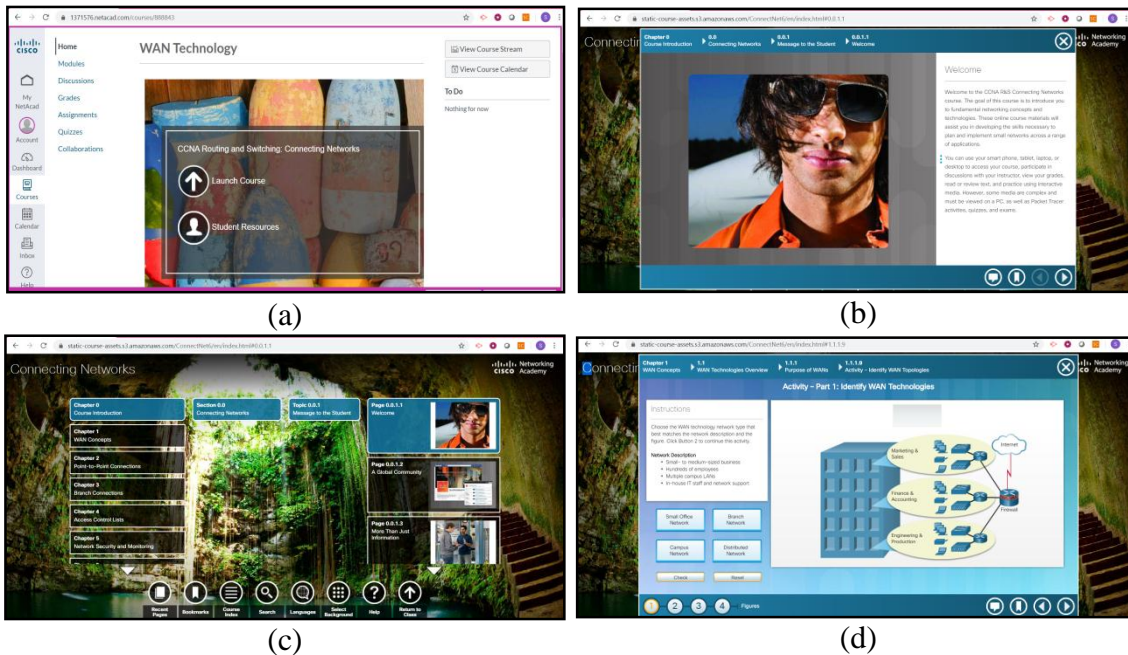 1371576.netacad.com/courses/888843
CISCO
My
NetAcad
Account
Dashboard
Courses
Calendar
Inbox
Help
Home
Modules
Discussions
Grades
Assignments
Quizzes
Collaborations
WAN Technology
CCNA Routing and Switching: Connecting Networks
Launch Course
Student Resources
View Course Stream
View Course Calendar
To Do
Nothing for now
(a)
static-course-assets.s3.amazonaws.com/ConnectNet6/en/index.html#0.0.1.1
Connectin
Chapter 0
Course Introduction
0.0
Connecting Networks
0.0.1
Message to the Student
0.0.1.1
Welcome
Networking
Academy
Welcome
Welcome to the CCNA R&S Connecting Networks
course. The goal of this course is to introduce you
to fundamental networking concepts and
technologies. These online course materials will
assist you in developing the skills necessary to
plan and implement small networks across a range
of applications.
You can use your smart phone, tablet, laptop, or
desktop to access your course, participate in
discussions with your instructor, view your grades,
read or review text, and practice using interactive
media. However, some media are complex and
must be viewed on a PC, as well as Packet Tracer
activities, quizzes, and exams.
(b)
static-course-assets.s3.amazonaws.com/ConnectNet6/en/index.html#0.0.1.1
Connecting Networks
CISCO Networking
Academy
Chapter 0
Course Introduction
Section 0.0
Connecting Networks
Topic 0.0.1
Message to the Student
Page 0.0.1.1
Welcome
Chapter 1
WAN Concepts
Chapter 2
Point-to-Point Connections
Chapter 3
Branch Connections
Chapter 4
Access Control Lists
Chapter 5
Network Security and Monitoring
Page 0.0.1.2
A Global Community
Page 0.0.1.3
More Than Just
Information
Recent
Pages
Bookmarks
Course
Index
Search
Languages
Select
Background
Help
Return to
Class
(c)
static-course-assets.s3.amazonaws.com/ConnectNet6/en/index.html#1.1.1.9
Connectin
Chapter 1
WAN Concepts
1.1
WAN Technologies Overview
1.1.1
Purpose of WANs
1.1.1.9
Activity - Identify WAN Topologies
Networking
Academy
Activity – Part 1: Identify WAN Technologies
Instructions
Choose the WAN technology network type that
best matches the network description and the
figure. Click Button 2 to continue this activity.
Network Description
• Small- to medium-sized business
• Hundreds of employees
• Multiple campus LANs
• In-house IT staff and network support
Small Office
Network
Branch
Network
Campus
Network
Distributed
Network
Check
Reset
Marketing &
Sales
Finance &
Accounting
Engineering &
Production
Internet
Firewall
1 2 3 4 Figures
(d)